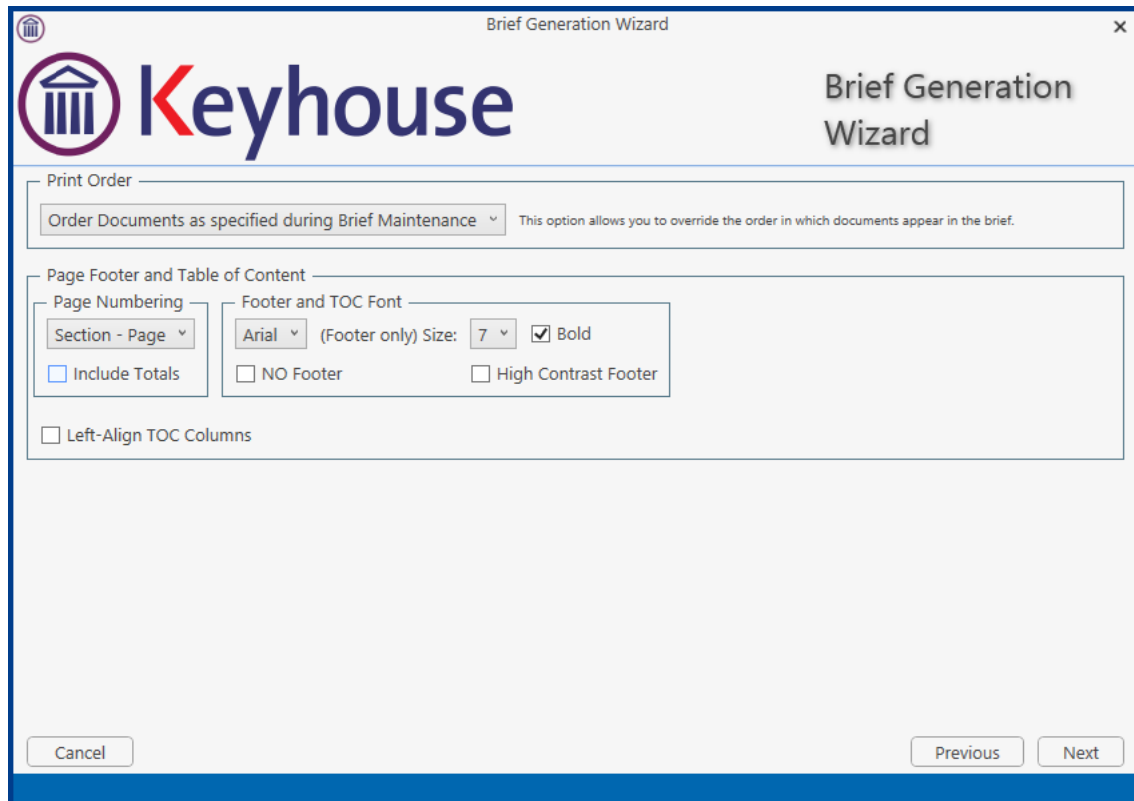 Brief Generation Wizard
Keyhouse
Brief Generation
Wizard
Print Order
Order Documents as specified during Brief Maintenance This option allows you to override the order in which documents appear in the brief.
Page Footer and Table of Content
Page Numbering Footer and TOC Font
Section - Page Arial (Footer only) Size: 7 Bold
Include Totals NO Footer High Contrast Footer
Left-Align TOC Columns
Cancel Previous Next